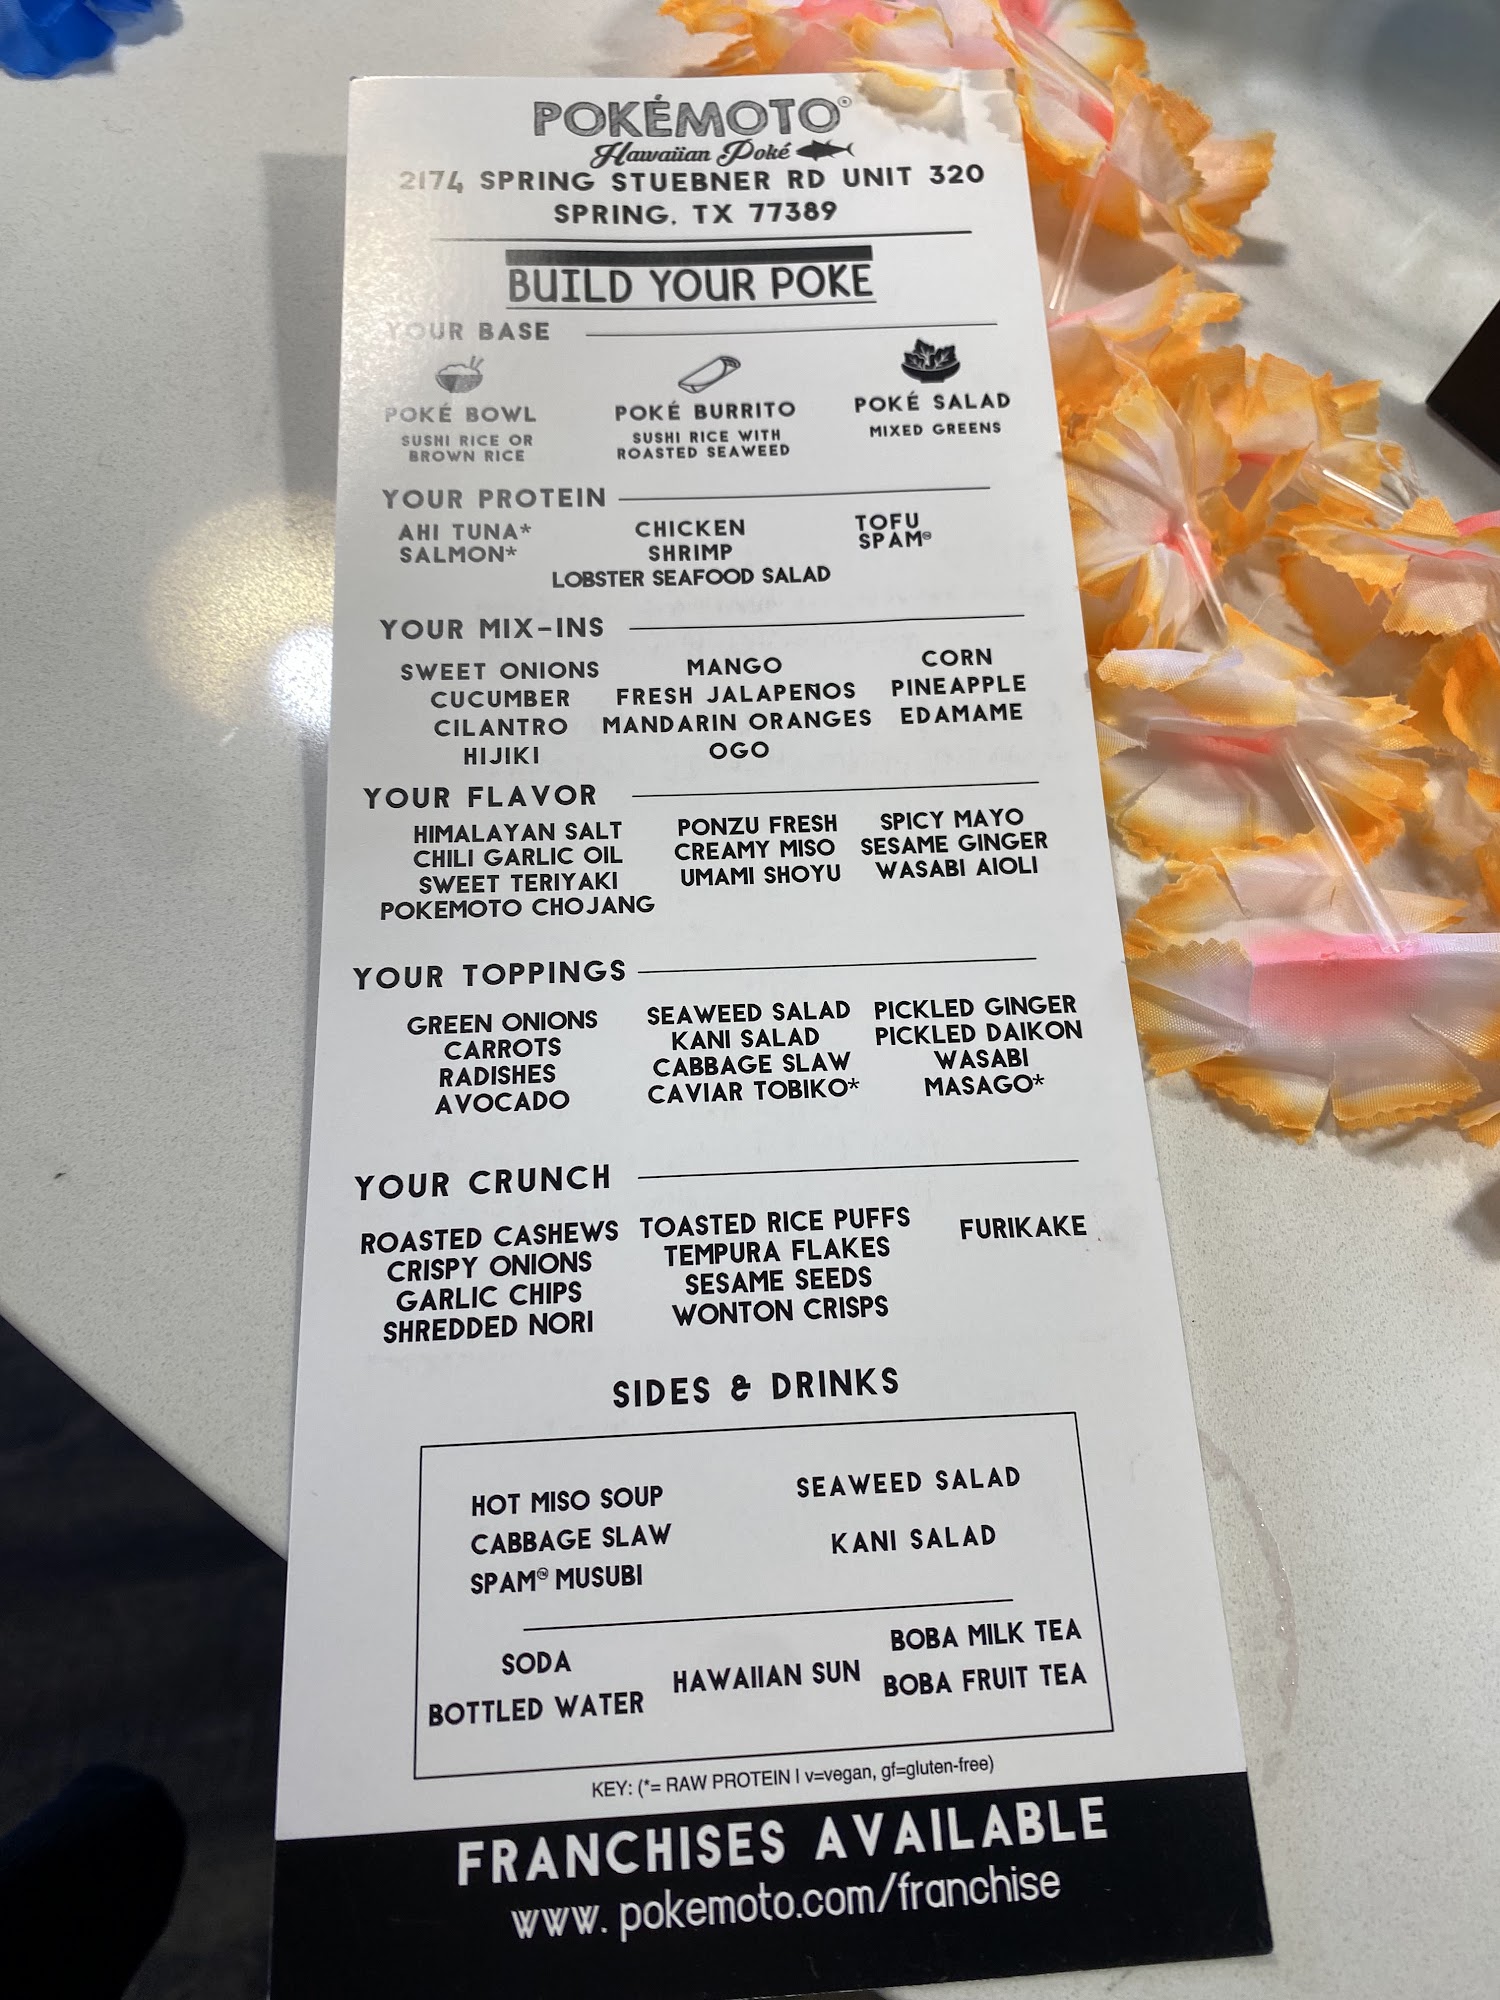 POKÉMOTO®
Hawaiian Poké
2174 SPRING STUEBNER RD UNIT 320
SPRING, TX 77389
BUILD YOUR POKE
YOUR BASE
POKÉ BOWL
SUSHI RICE OR
BROWN RICE
POKÉ BURRITO
SUSHI RICE WITH
ROASTED SEAWEED
POKÉ SALAD
MIXED GREENS
YOUR PROTEIN
AHI TUNA*
SALMON*
CHICKEN
SHRIMP
LOBSTER SEAFOOD SALAD
TOFU
SPAM®
YOUR MIX-INS
SWEET ONIONS
CUCUMBER
CILANTRO
HIJIKI
MANGO
FRESH JALAPEÑOS
MANDARIN ORANGES
OGO
CORN
PINEAPPLE
EDAMAME
YOUR FLAVOR
HIMALAYAN SALT
CHILI GARLIC OIL
SWEET TERIYAKI
POKEMOTO CHOJANG
PONZU FRESH
CREAMY MISO
UMAMI SHOYU
SPICY MAYO
SESAME GINGER
WASABI AIOLI
YOUR TOPPINGS
GREEN ONIONS
CARROTS
RADISHES
AVOCADO
SEAWEED SALAD
KANI SALAD
CABBAGE SLAW
CAVIAR TOBIKO*
PICKLED GINGER
PICKLED DAIKON
WASABI
MASAGO*
YOUR CRUNCH
ROASTED CASHEWS
CRISPY ONIONS
GARLIC CHIPS
SHREDDED NORI
TOASTED RICE PUFFS
TEMPURA FLAKES
SESAME SEEDS
WONTON CRISPS
FURIKAKE
SIDES & DRINKS
HOT MISO SOUP
CABBAGE SLAW
SPAM™ MUSUBI
SEAWEED SALAD
KANI SALAD
SODA
BOTTLED WATER
HAWAIIAN SUN
BOBA MILK TEA
BOBA FRUIT TEA
KEY: (*= RAW PROTEIN | v=vegan, gf=gluten-free)
FRANCHISES AVAILABLE
www. pokemoto.com/franchise